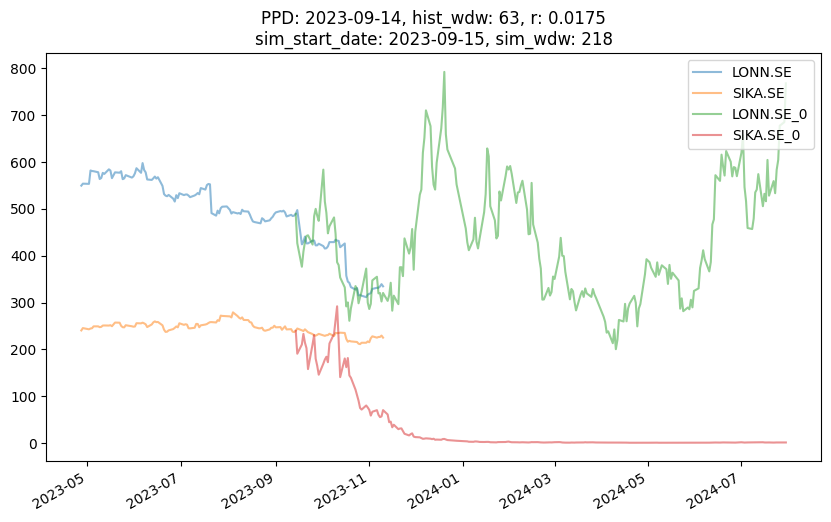 PPD: 2023-09-14, hist_wdw: 63, r: 0.0175
sim_start_date: 2023-09-15, sim_wdw: 218
LONN.SE
SIKA.SE
LONN.SE_0
SIKA.SE_0
800
700
600
500
400
300
200
100
0
2023-05
2023-07
2023-09
2023-11
2024-01
2024-03
2024-05
2024-07